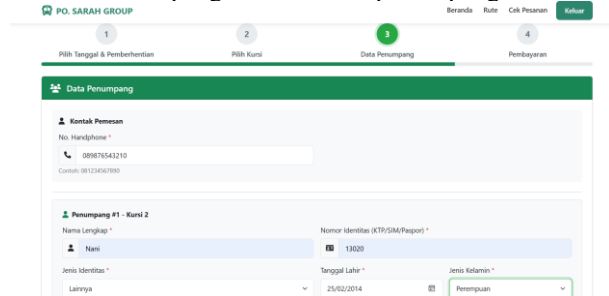 PO. SARAH GROUP Beranda Rute Cek Pesanan Keluar
1 2 3 4
Pilih Tanggal & Pemberhentian Pilih Kursi Data Penumpang Pembayaran
Data Penumpang
Kontak Pemesan
No. Handphone *
089876543210
Contoh: 081234567890
Penumpang #1 - Kursi 2
Nama Lengkap * Nomor Identitas (KTP/SIM/Paspor) *
Nani 13020
Jenis Identitas * Tanggal Lahir * Jenis Kelamin *
Lainnya 25/02/2014 Perempuan